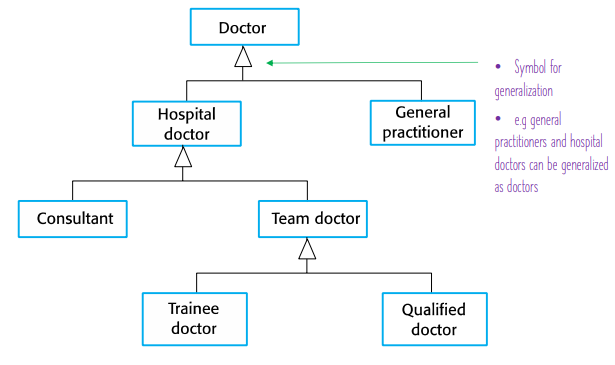 Doctor
• Symbol for
generalization
• e.g general
practitioners and hospital
doctors can be generalized
as doctors
Hospital
doctor
General
practitioner
Consultant
Team doctor
Trainee
doctor
Qualified
doctor